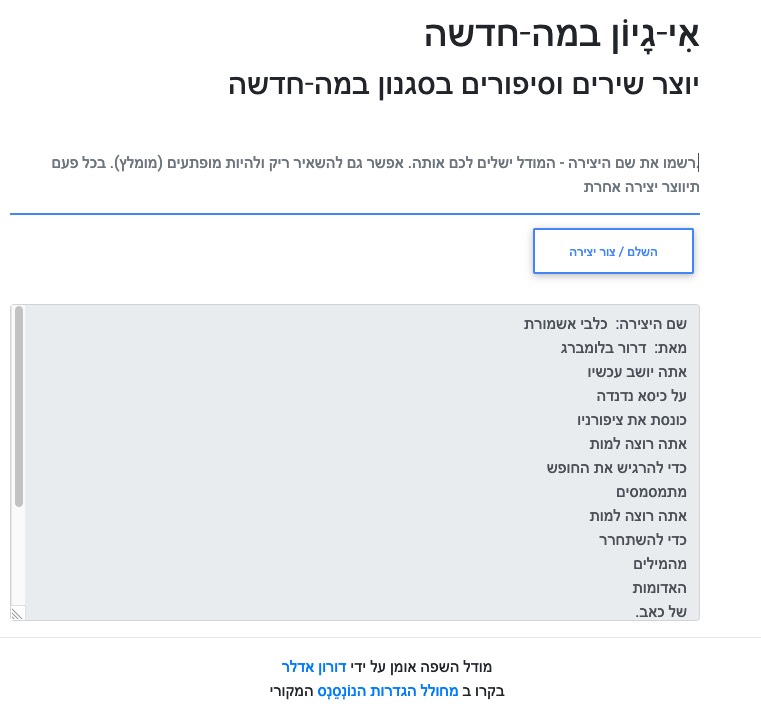 אִי-גָיוֹן במה-חדשה
יוצר שירים וסיפורים בסגנון במה-חדשה
רשמו את שם היצירה - המודל ישלים לכם אותה. אפשר גם להשאיר ריק ולהיות מופתעים (מומלץ). בכל פעם
תיווצר יצירה אחרת
השלם / צור יצירה
שם היצירה: כלבי אשמורת
מאת: דרור בלומברג
אתה יושב עכשיו
על כיסא נדנדה
כונסת את ציפורניו
אתה רוצה למות
כדי להרגיש את החופש
מתמסמסים
אתה רוצה למות
כדי להשתחרר
מהמילים
האדומות
של כאב.
מודל השפה אומן על ידי דורון אדלר
בקרו ב מחולל הגדרות הנוֹנְסֶנְס המקורי